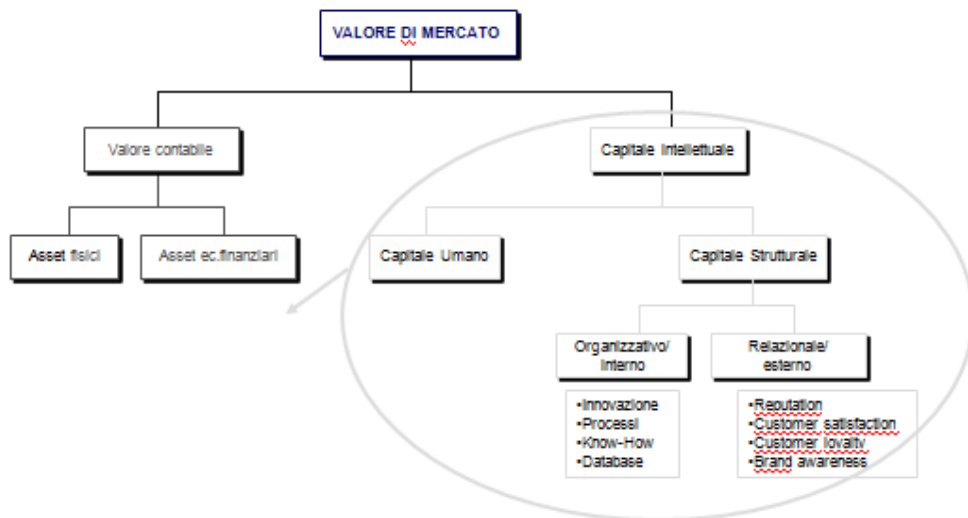 VALORE DI MERCATO
Valore contabile
Capitale Intellettuale
Asset fisici
Asset ec.finanziari
Capitale Umano
Capitale Strutturale
Organizzativo/
Interno
Relazionale/
esterno
▪Innovazione
▪Processi
▪Know-How
▪Database
▪Reputation
▪Customer satisfaction
▪Customer loyalty
▪Brand awareness